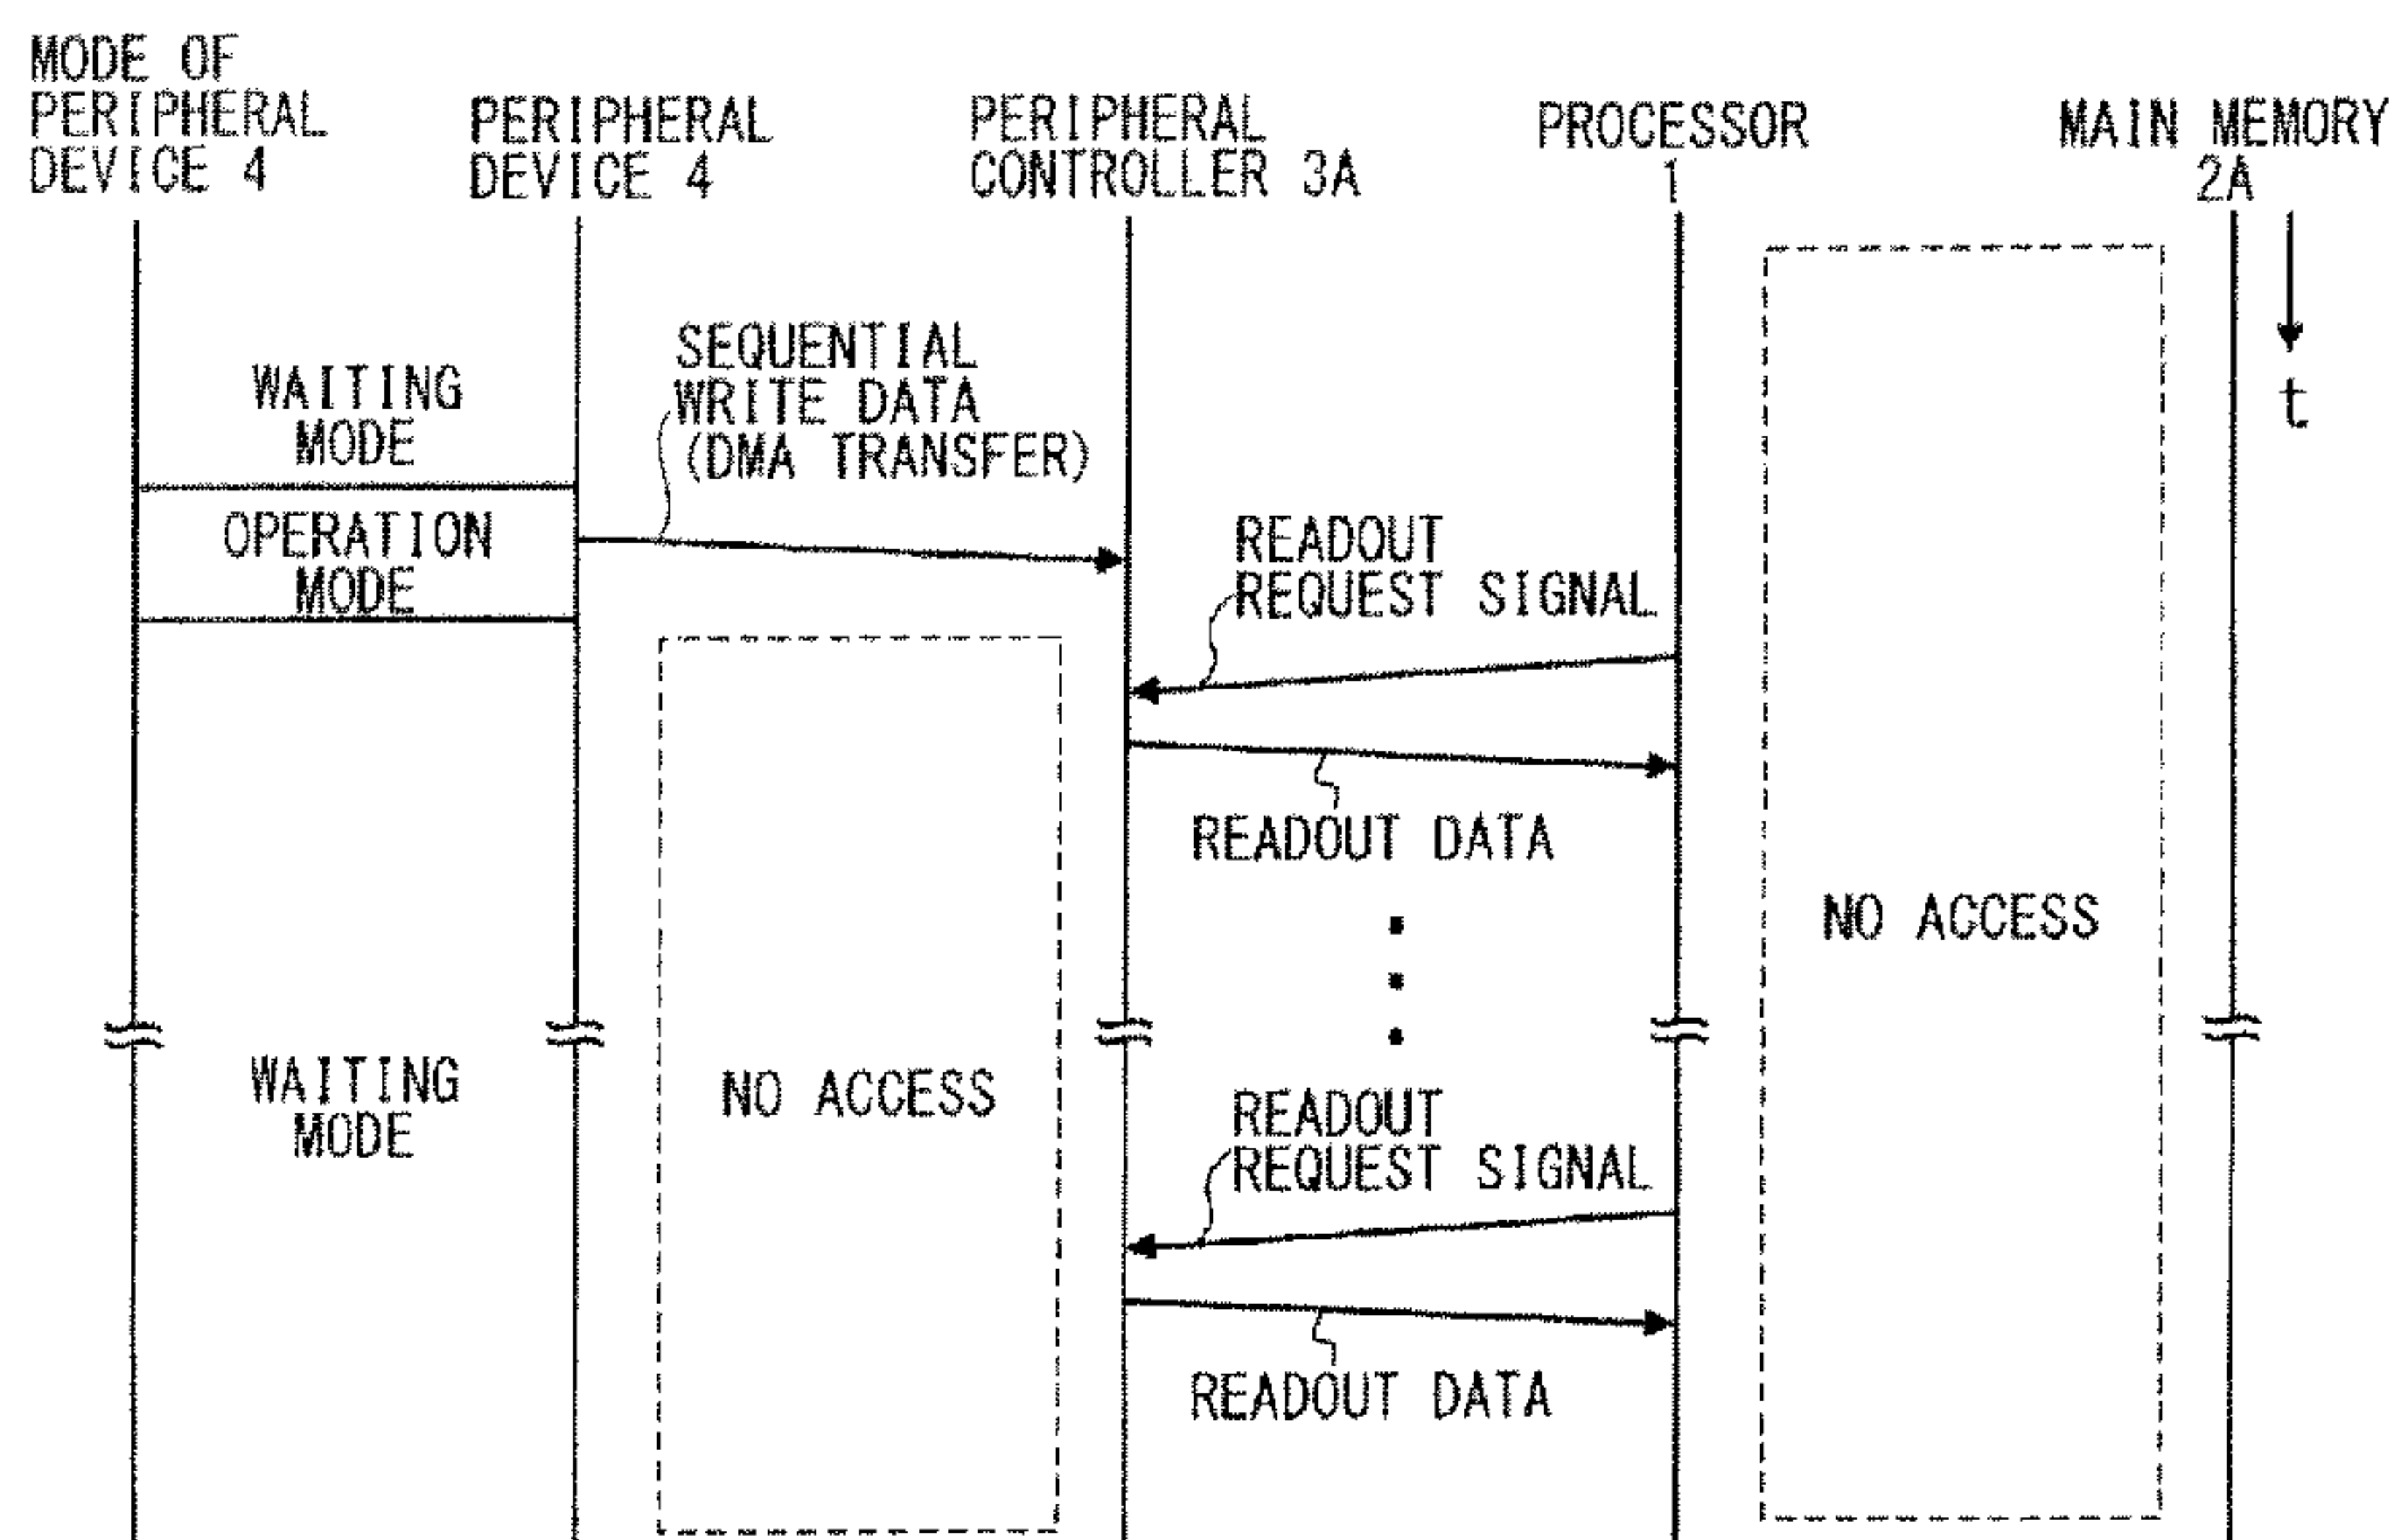 MODE OF
PERIPHERAL
DEVICE 4
PERIPHERAL
DEVICE 4
PERIPHERAL
CONTROLLER 3A
PROCESSOR
1
MAIN MEMORY
2A
t
WAITING
MODE
SEQUENTIAL
WRITE DATA
(DMA TRANSFER)
OPERATION
MODE
READOUT
REQUEST SIGNAL
READOUT DATA
NO ACCESS
WAITING
MODE
NO ACCESS
READOUT
REQUEST SIGNAL
READOUT DATA